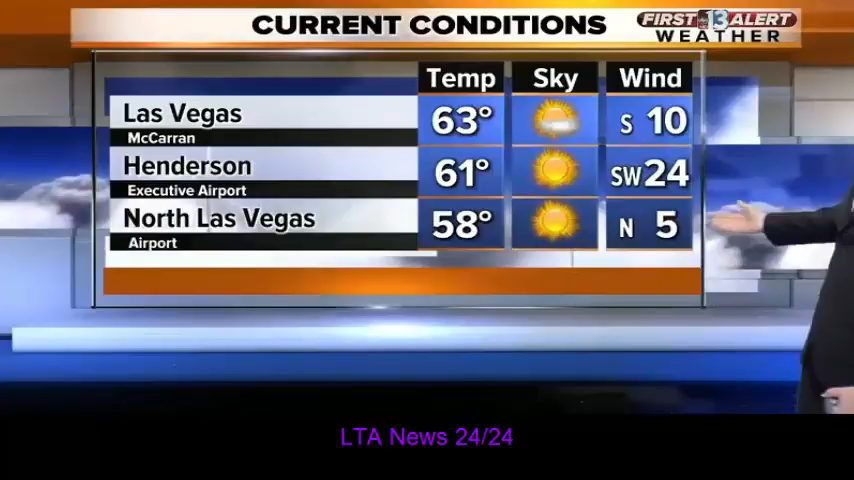 CURRENT CONDITIONS
FIRST 13 ALERT
WEATHER
Temp Sky Wind
Las Vegas 63° S 10
McCarran
Henderson 61° SW 24
Executive Airport
North Las Vegas 58° N 5
Airport
LTA News 24/24